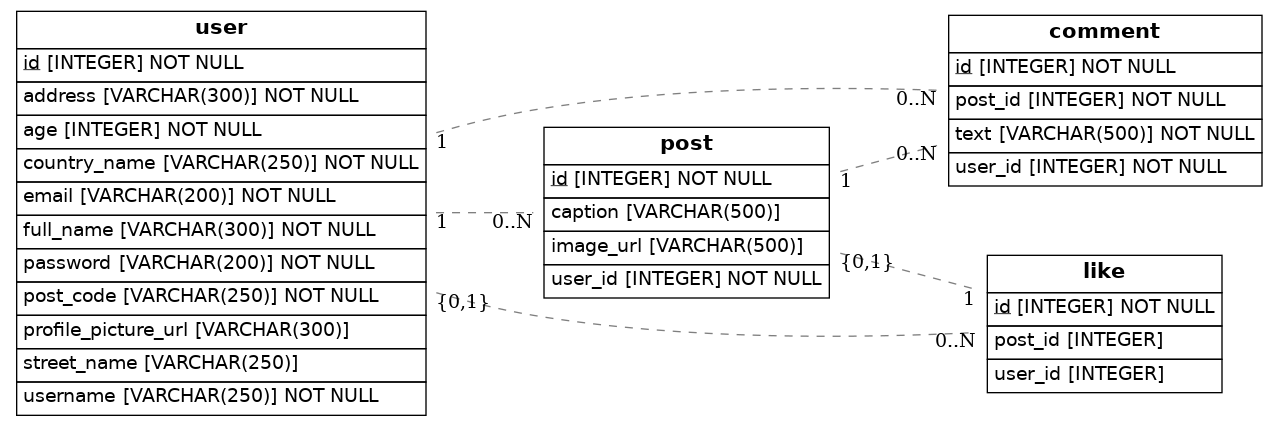 user
id [INTEGER] NOT NULL
address [VARCHAR(300)] NOT NULL
age [INTEGER] NOT NULL
country_name [VARCHAR(250)] NOT NULL
email [VARCHAR(200)] NOT NULL
full_name [VARCHAR(300)] NOT NULL
password [VARCHAR(200)] NOT NULL
post_code [VARCHAR(250)] NOT NULL
profile_picture_url [VARCHAR(300)]
street_name [VARCHAR(250)]
username [VARCHAR(250)] NOT NULL
1
0..N
1
0..N
{0,1}
0..N
post
id [INTEGER] NOT NULL
caption [VARCHAR(500)]
image_url [VARCHAR(500)]
user_id [INTEGER] NOT NULL
1
0..N
{0,1}
1
comment
id [INTEGER] NOT NULL
post_id [INTEGER] NOT NULL
text [VARCHAR(500)] NOT NULL
user_id [INTEGER] NOT NULL
like
id [INTEGER] NOT NULL
post_id [INTEGER]
user_id [INTEGER]